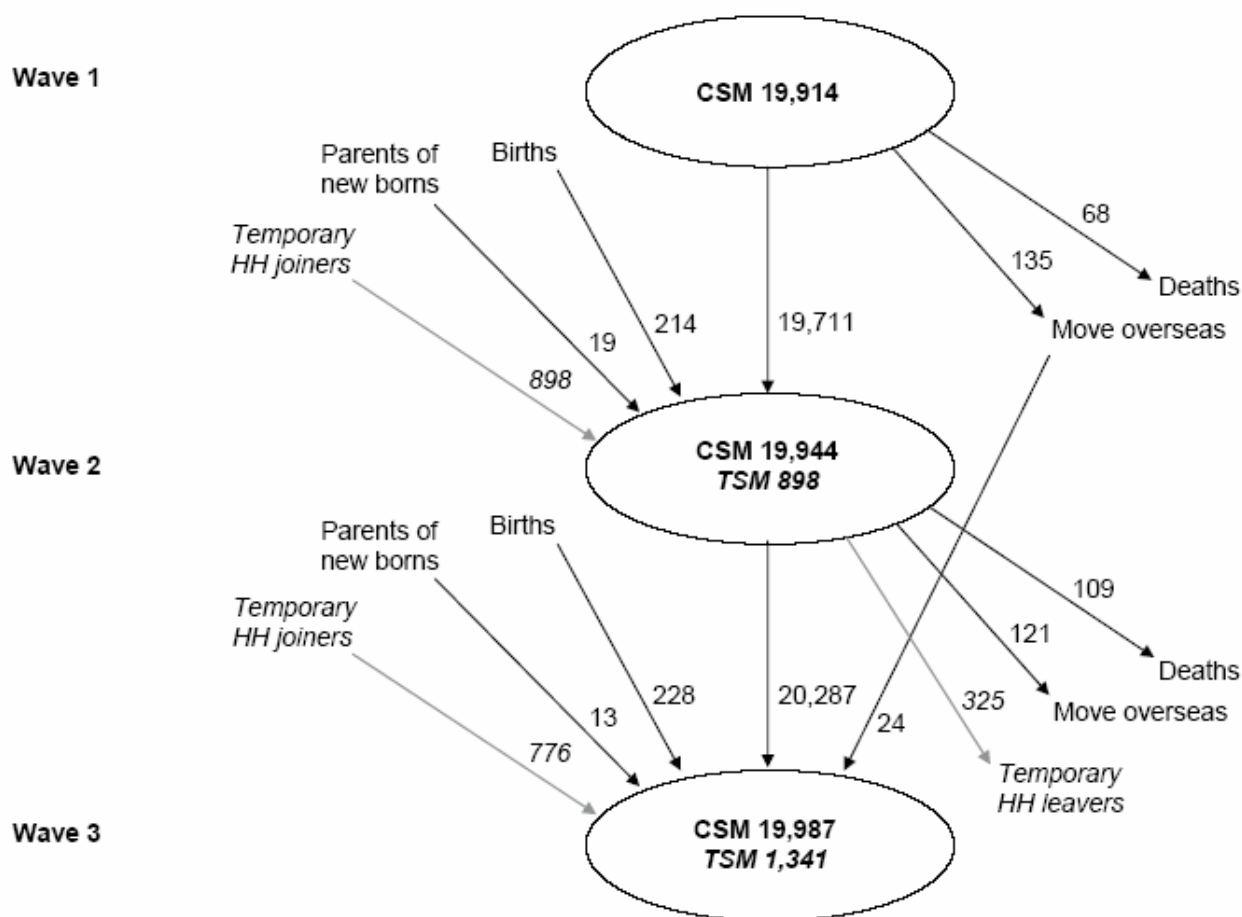 Wave 1
CSM 19,914
Parents of
new borns
Births
Temporary
HH joiners
68
135
Deaths
Move overseas
19,711
214
19
898
Wave 2
CSM 19,944
TSM 898
Parents of
new borns
Births
Temporary
HH joiners
109
121
Deaths
Move overseas
325
24
20,287
228
13
776
Temporary
HH leavers
Wave 3
CSM 19,987
TSM 1,341